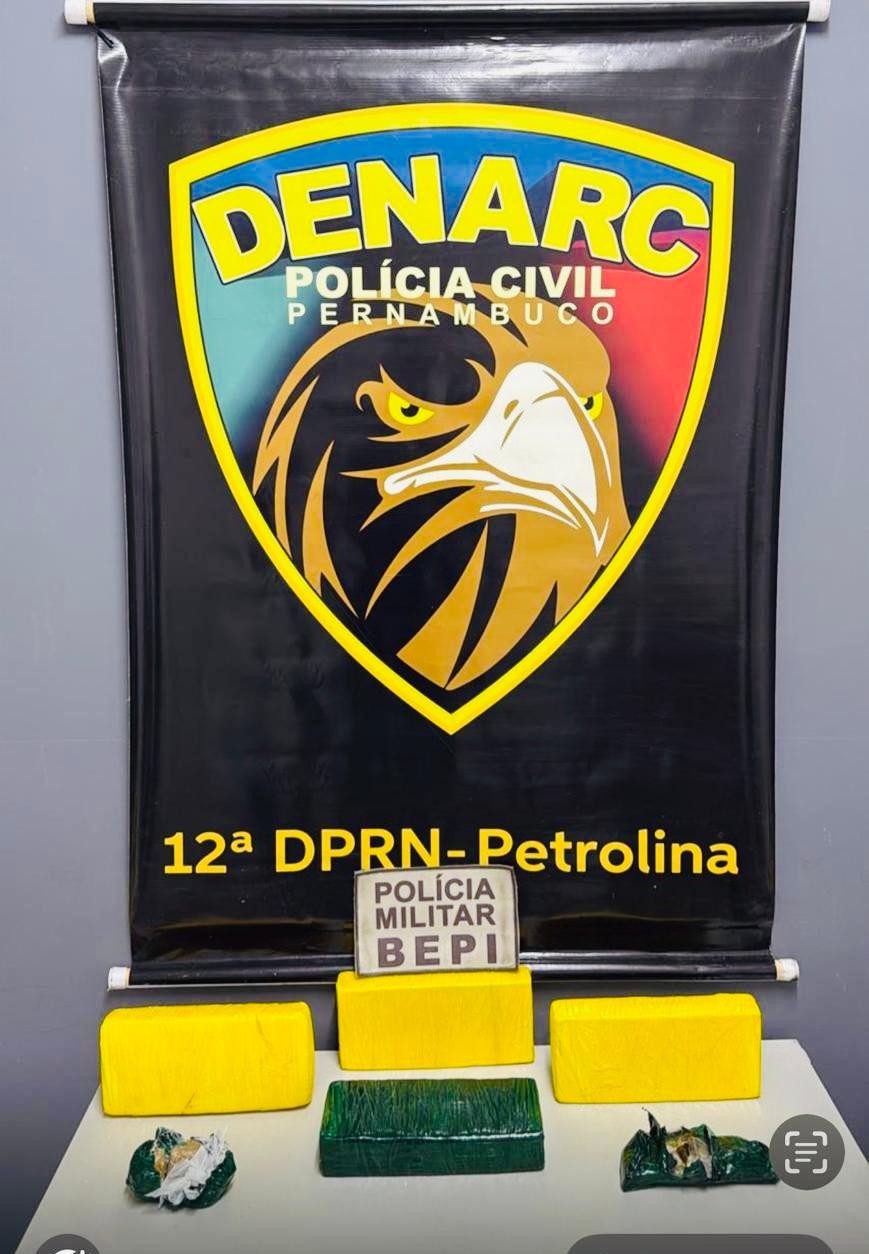 DENARC
POLÍCIA CIVIL
PERNAMBUCO
12ª DPRN-Petrolina
POLÍCIA
MILITAR
BEPI